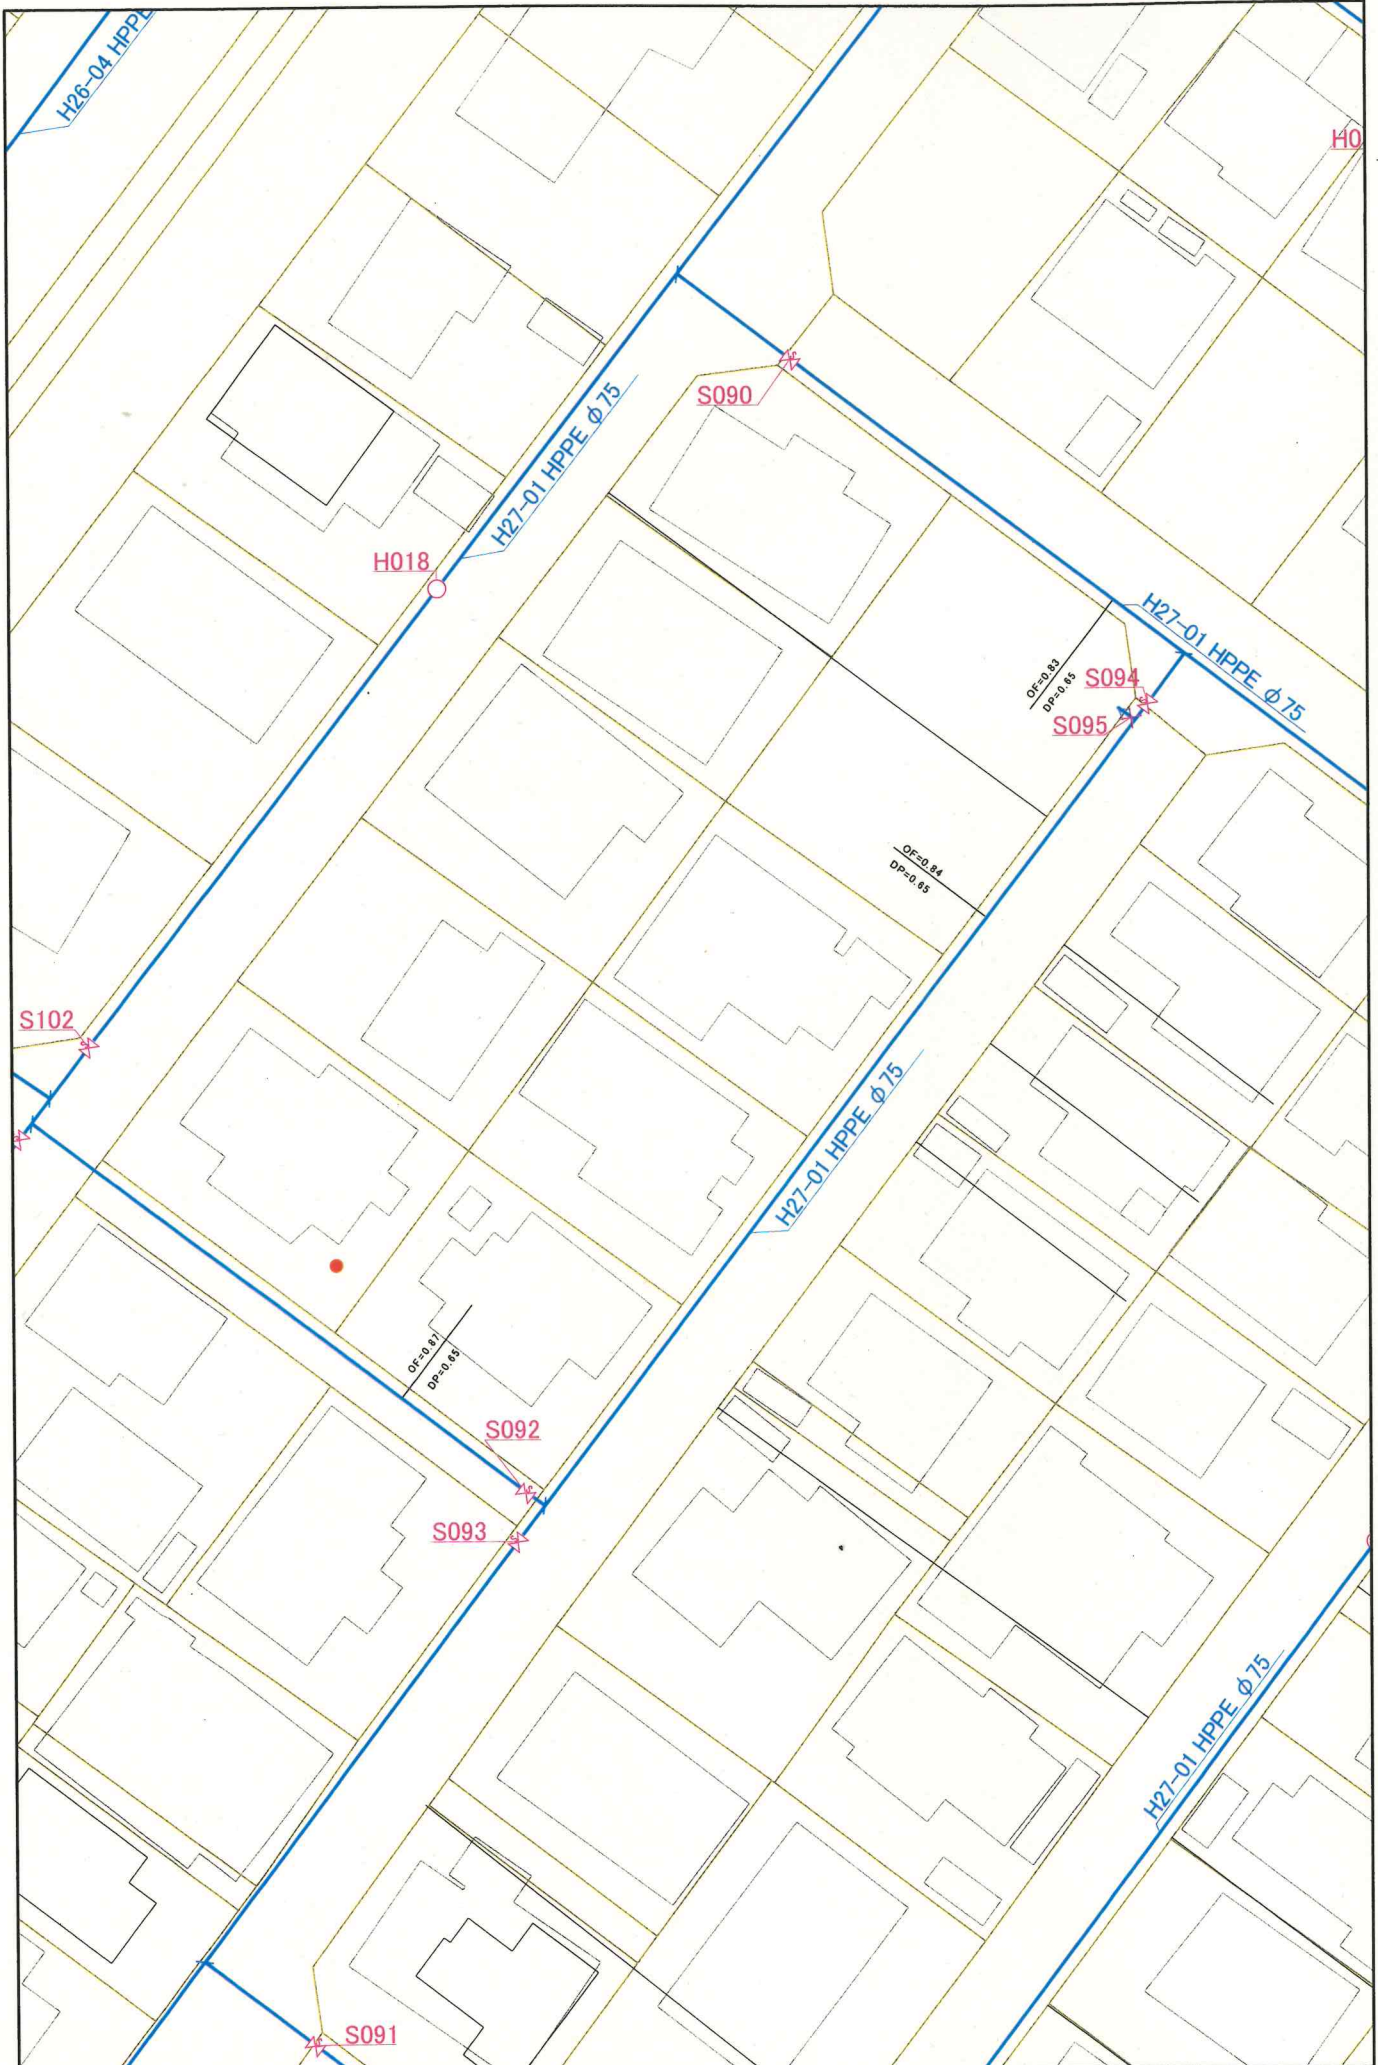 H26-04 HPPE
H0
S090
H27-01 HPPE φ75
H018
H27-01 HPPE φ75
OF=0.83
DP=0.65
S094
S095
OF=0.84
DP=0.65
S102
H27-01 HPPE φ75
OF=0.87
DP=0.65
S092
S093
H27-01 HPPE φ75
S091